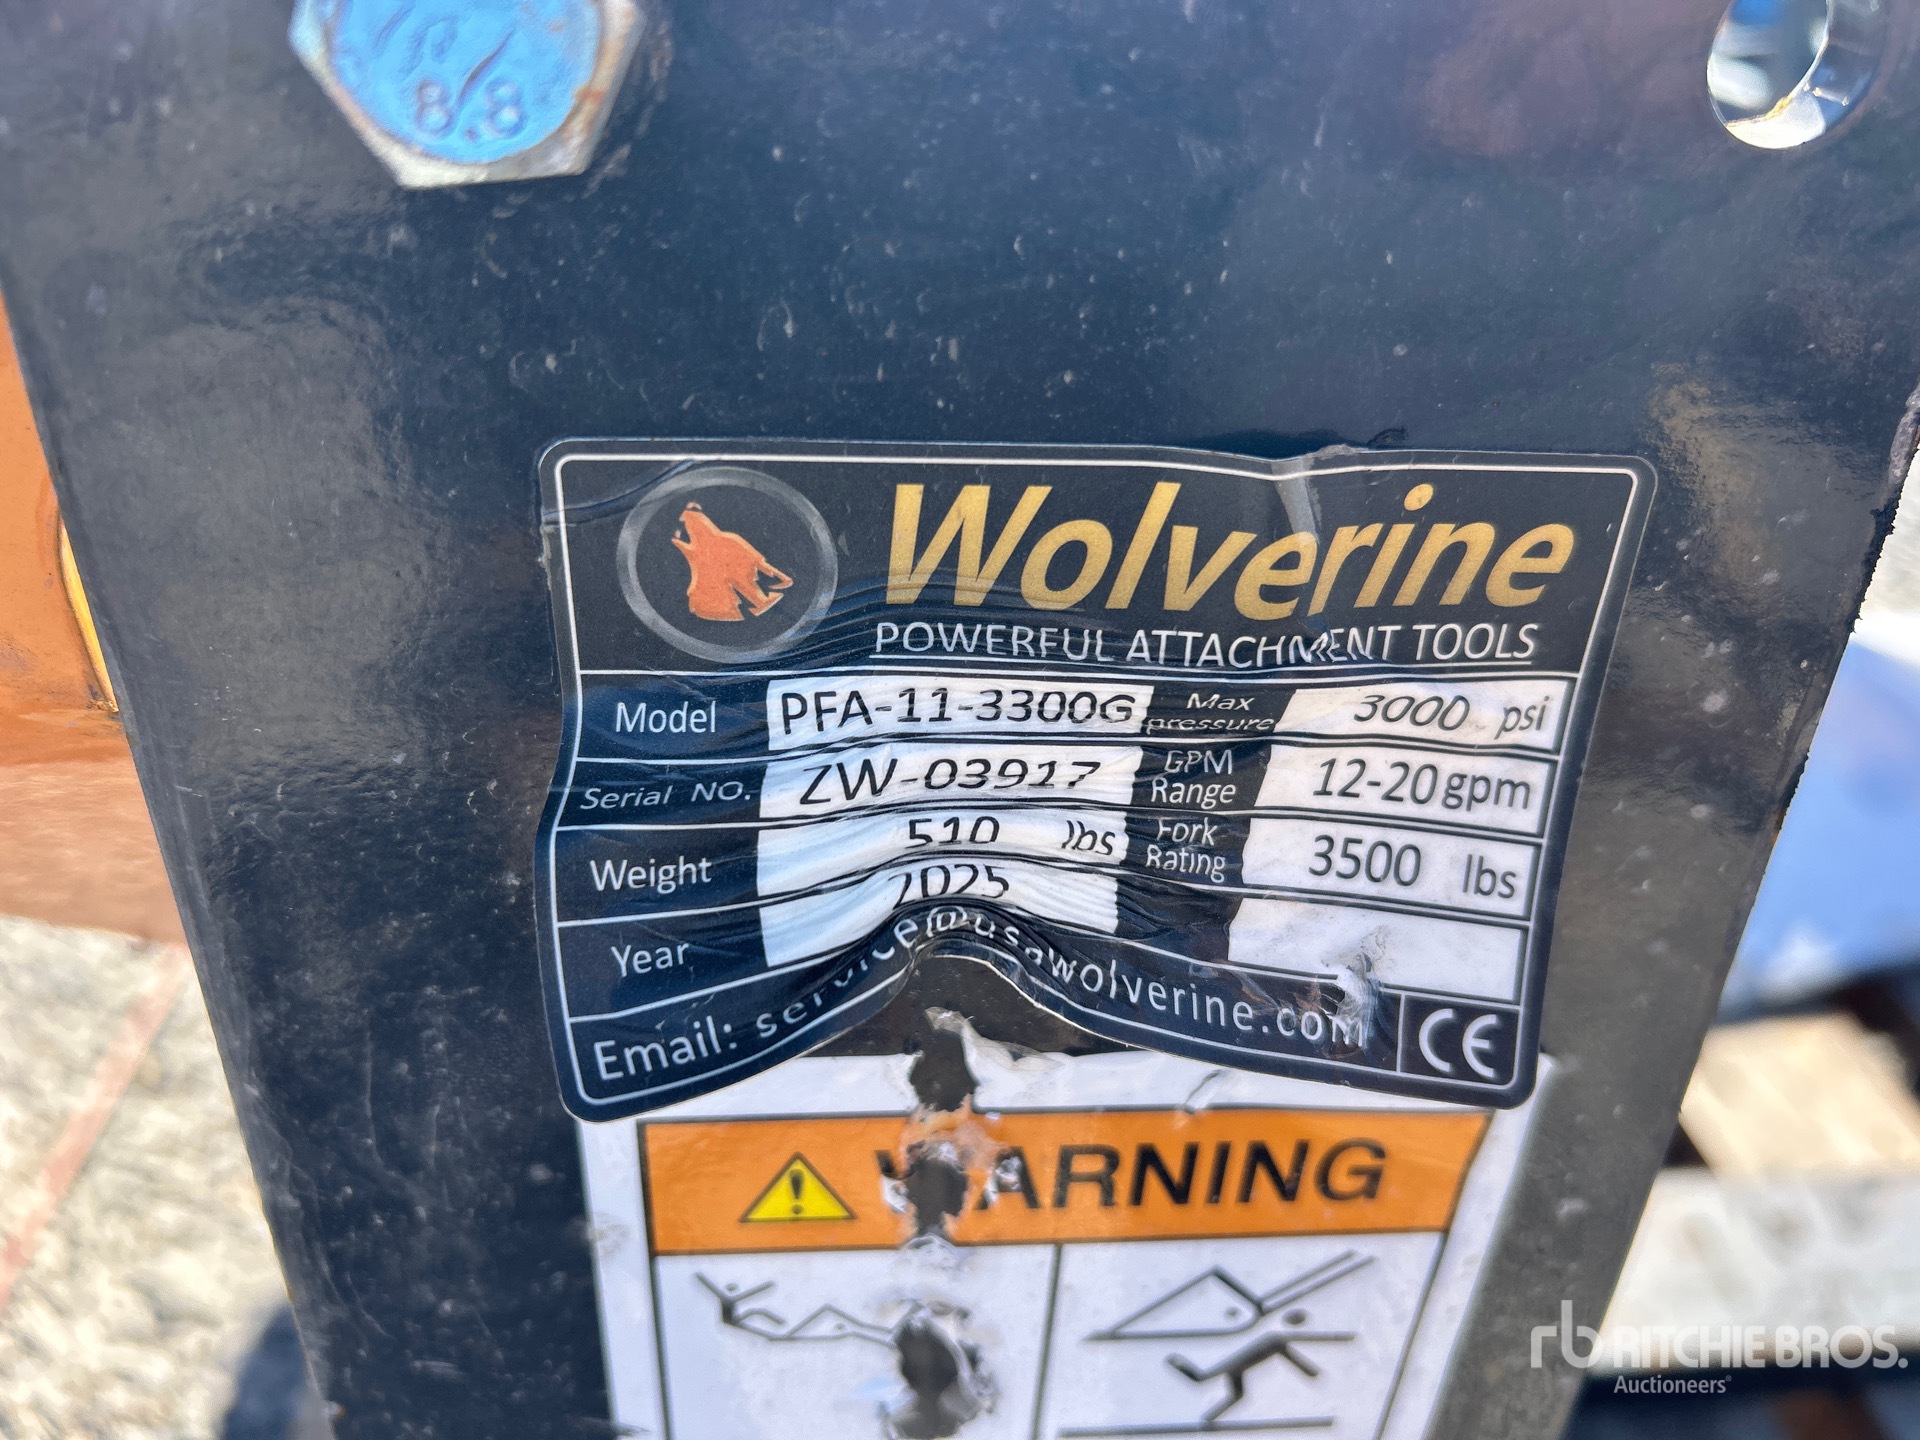 8.8
Wolverine
POWERFUL ATTACHMENT TOOLS
Model PFA-11-3300G Max pressure 3000 psi
Serial NO. ZW-03917 GPM Range 12-20gpm
Weight 510 lbs Fork Rating 3500 lbs
Year 2025
Email: service@usawolverine.com CE
WARNING
rb RITCHIE BROS.
Auctioneers